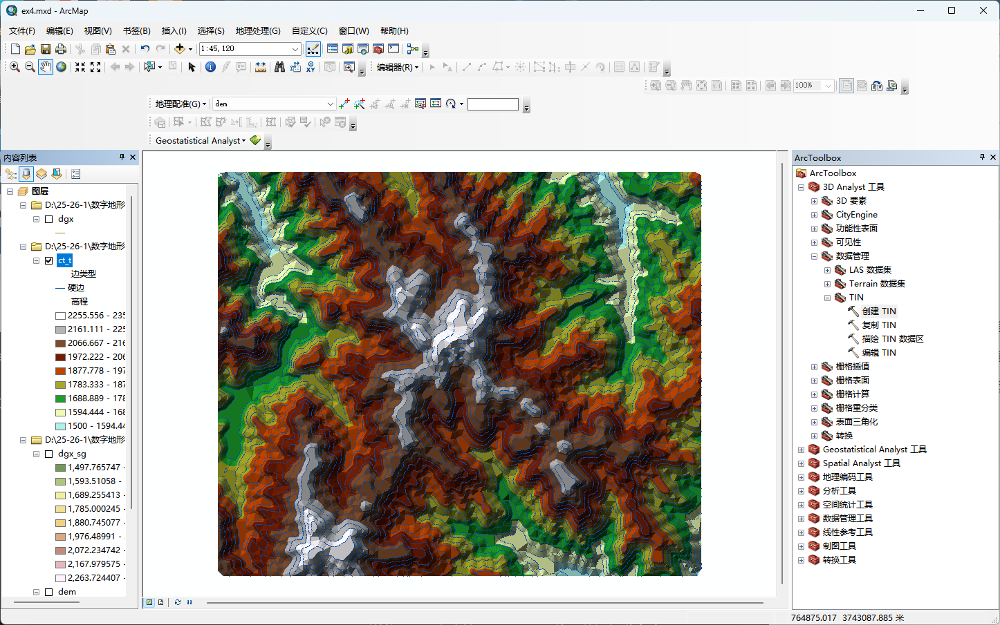 ex4.mxd - ArcMap
文件(F) 编辑(E) 视图(V) 书签(B) 插入(I) 选择(S) 地理处理(G) 自定义(C) 窗口(W) 帮助(H)
1:45,120
编辑器(R)
100%
地理配准(G) dem
Geostatistical Analyst
内容列表
图层
D:\25-26-1\数字地形
dgx
D:\25-26-1\数字地形
ct_t
边类型
硬边
高程
2255.556 - 235
2161.111 - 225
2066.667 - 216
1972.222 - 206
1877.778 - 197
1783.333 - 187
1688.889 - 178
1594.444 - 168
1500 - 1594.44
D:\25-26-1\数字地形
dgx_sg
1,497.765747 -
1,593.51058 -
1,689.255413 -
1,785.000245 -
1,880.745077 -
1,976.48991 -
2,072.234742 -
2,167.979575 -
2,263.724407 -
dem
ArcToolbox
ArcToolbox
3D Analyst 工具
3D 要素
CityEngine
功能性表面
可见性
数据管理
LAS 数据集
Terrain 数据集
TIN
创建 TIN
复制 TIN
描绘 TIN 数据区
编辑 TIN
栅格插值
栅格表面
栅格计算
栅格重分类
表面三角化
转换
Geostatistical Analyst 工具
Spatial Analyst 工具
地理编码工具
分析工具
空间统计工具
数据管理工具
线性参考工具
制图工具
转换工具
764875.017 3743087.885 米